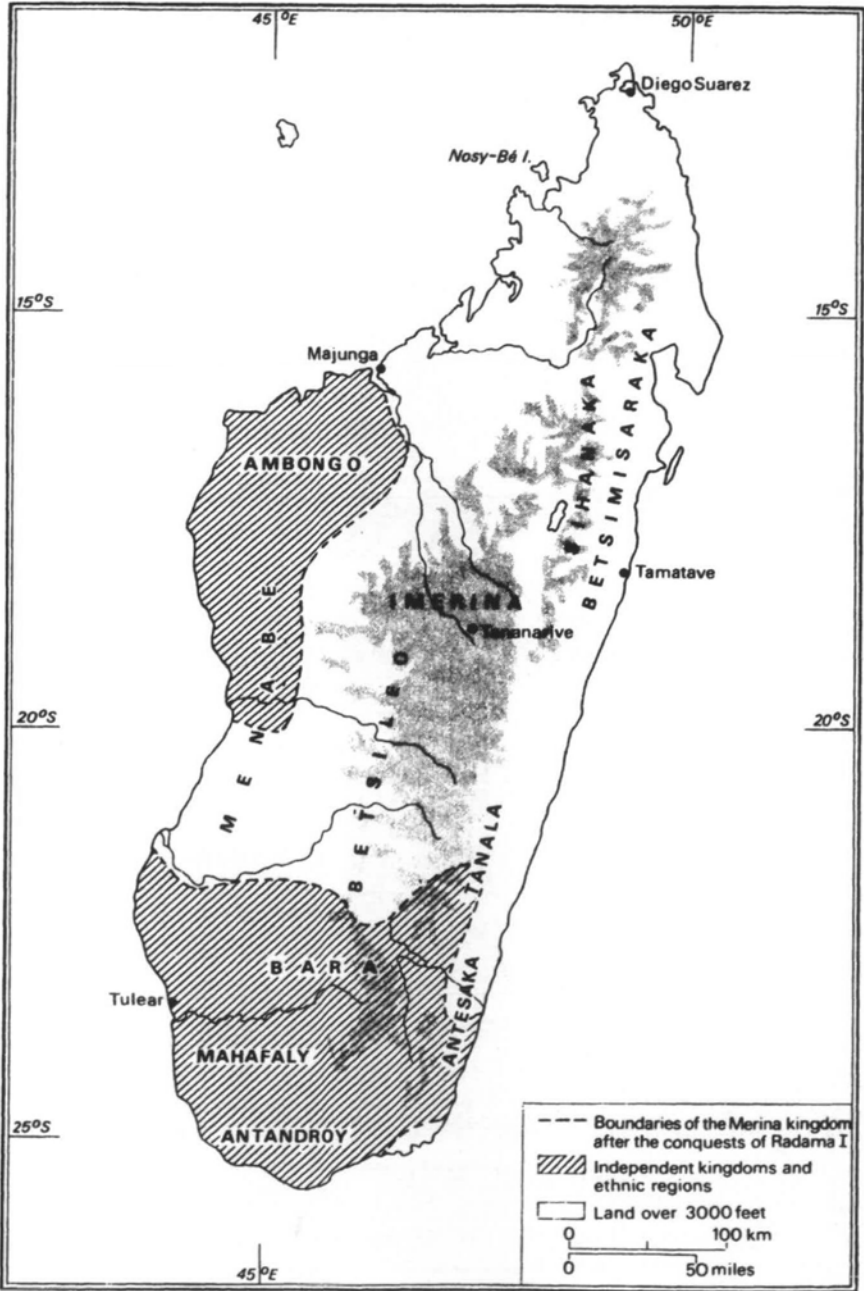 45°E
50°E
Diego Suarez
Nosy-Bé I.
15°S
15°S
Majunga
AMBONGO
SIHANAKA
BETSIMISARAKA
Tamatave
IMERINA
Tananarive
MENABE
BETSILEO
20°S
20°S
TANALA
BARA
ANTESAKA
Tulear
MAHAFALY
ANTANDROY
25°S
25°S
45°E
Boundaries of the Merina kingdom
after the conquests of Radama I
Independent kingdoms and
ethnic regions
Land over 3000 feet
0 100 km
0 50 miles